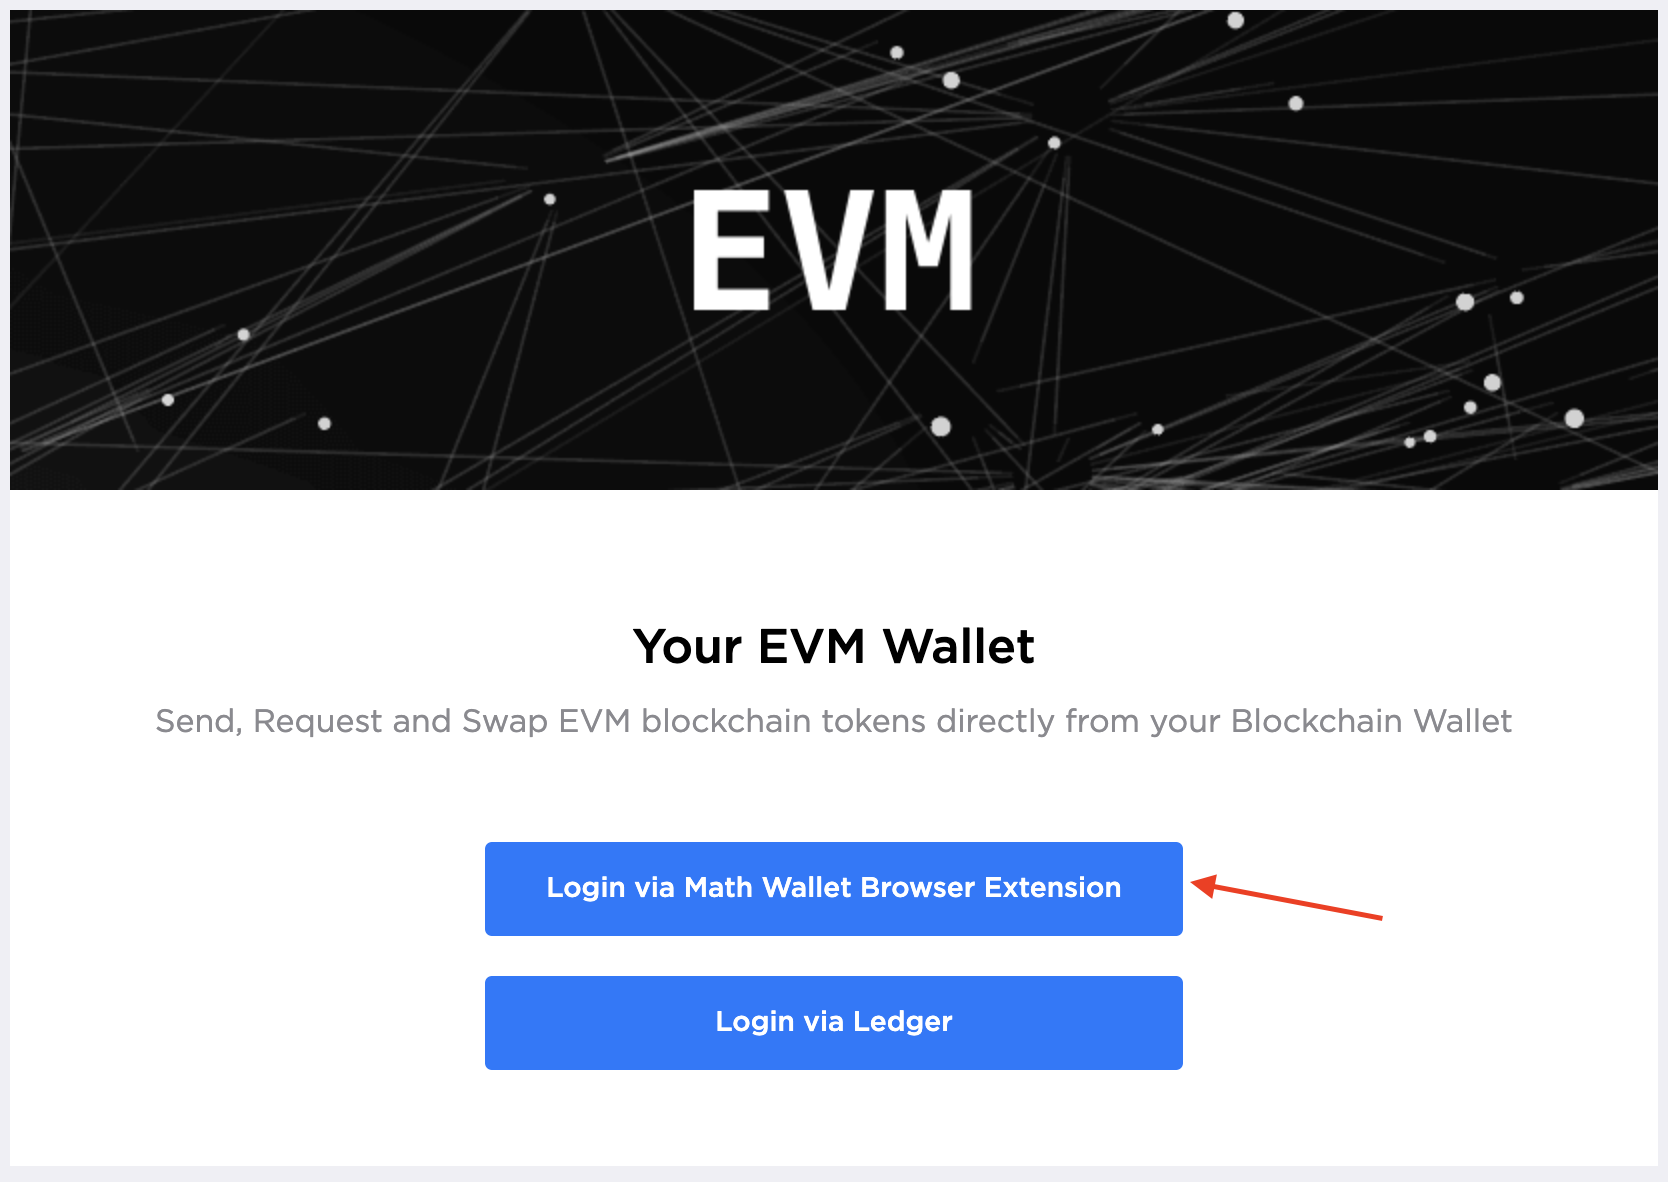 EVM
Your EVM Wallet
Send, Request and Swap EVM blockchain tokens directly from your Blockchain Wallet
Login via Math Wallet Browser Extension
Login via Ledger